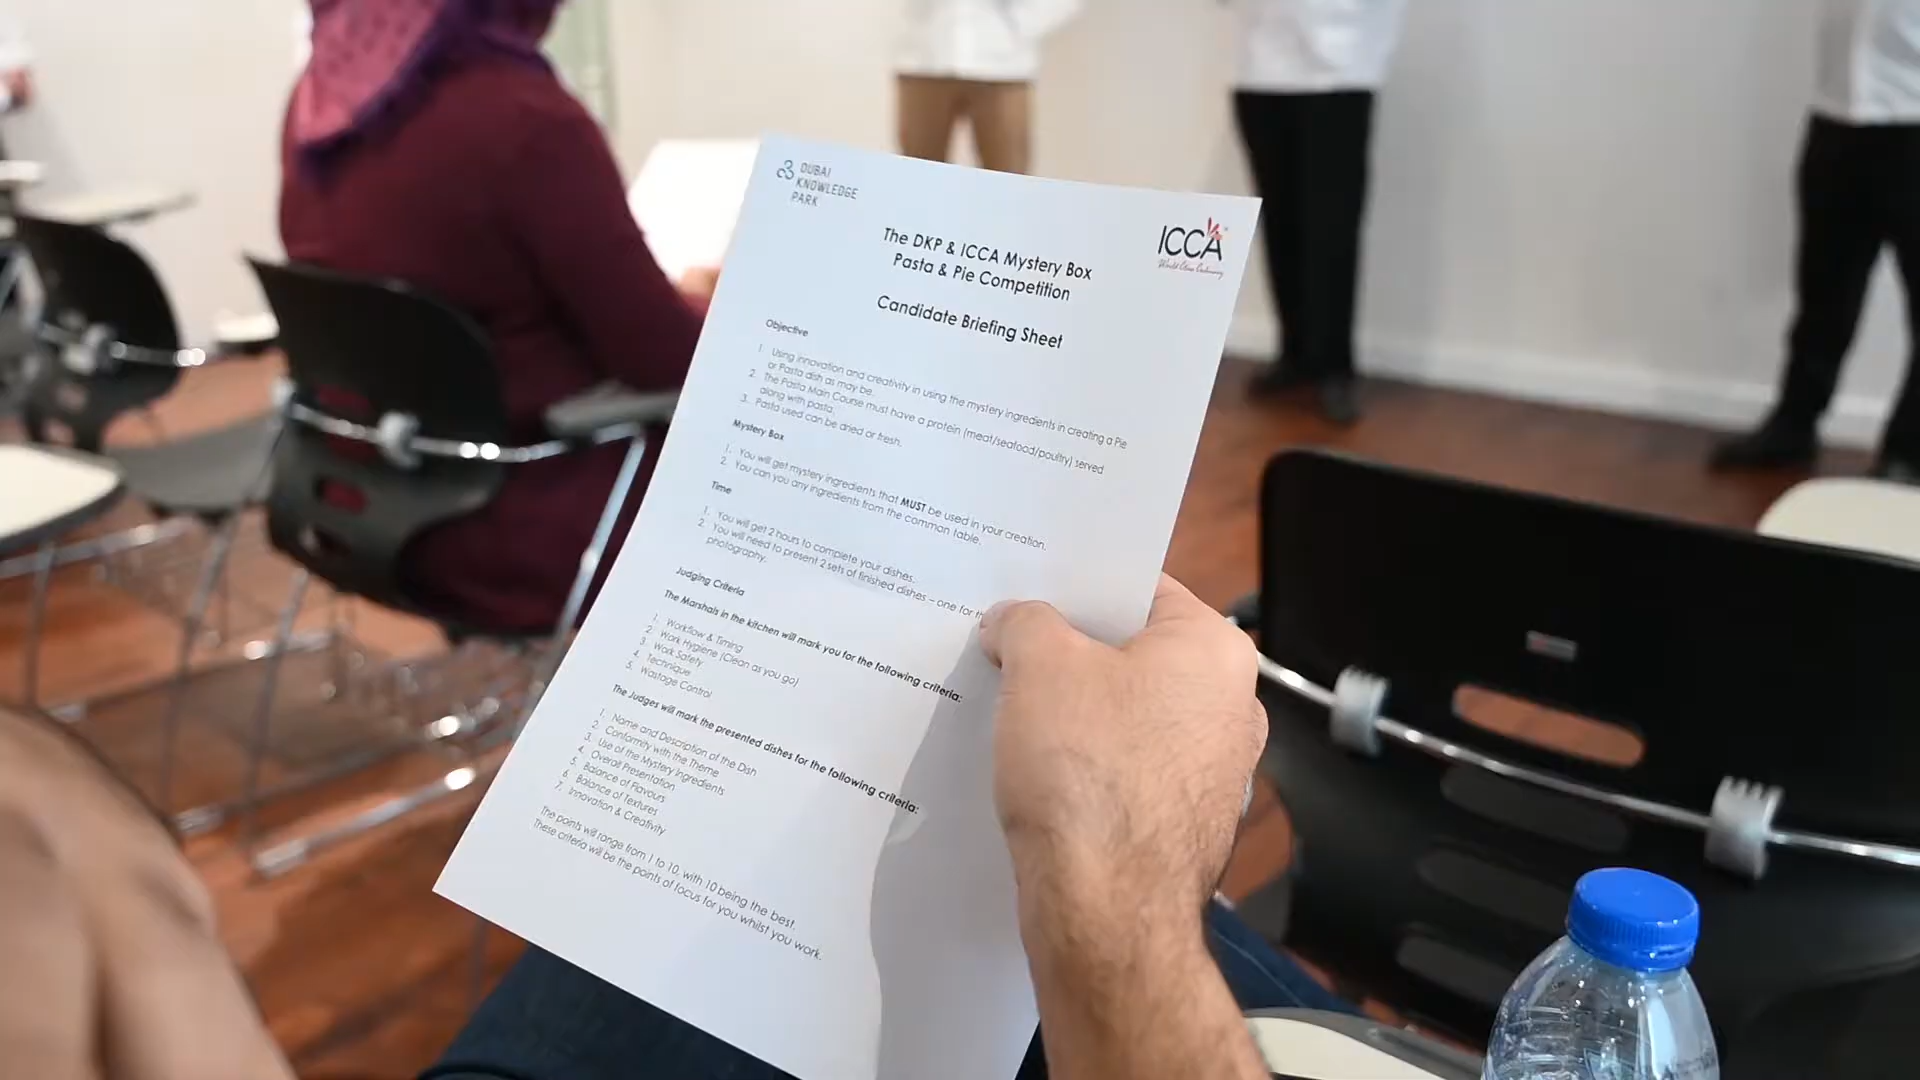 DUBAI
KNOWLEDGE
PARK
ICCA
World Class Culinary
The DKP & ICCA Mystery Box
Pasta & Pie Competition
Candidate Briefing Sheet
Objective
1. Using innovation and creativity in using the mystery ingredients in creating a Pie
or Pasta dish as may be.
2. The Pasta Main Course must have a protein (meat/seafood/poultry) served
along with pasta.
3. Pasta used can be dried or fresh.
Mystery Box
1. You will get mystery ingredients that MUST be used in your creation.
2. You can you any ingredients from the common table.
Time
1. You will get 2 hours to complete your dishes.
2. You will need to present 2 sets of finished dishes – one for
photography.
Judging Criteria
The Marshals in the kitchen will mark you for the following criteria:
1. Workflow & Timing
2. Work Hygiene (Clean as you go)
3. Work Safety
4. Technique
5. Wastage Control
The Judges will mark the presented dishes for the following criteria:
1. Name and Description of the Dish
2. Conformity with the Theme
3. Use of the Mystery Ingredients
4. Overall Presentation
5. Balance of Flavours
6. Balance of Textures
7. Innovation & Creativity
The points will range from 1 to 10, with 10 being the best.
These criteria will be the points of focus for you whilst you work.